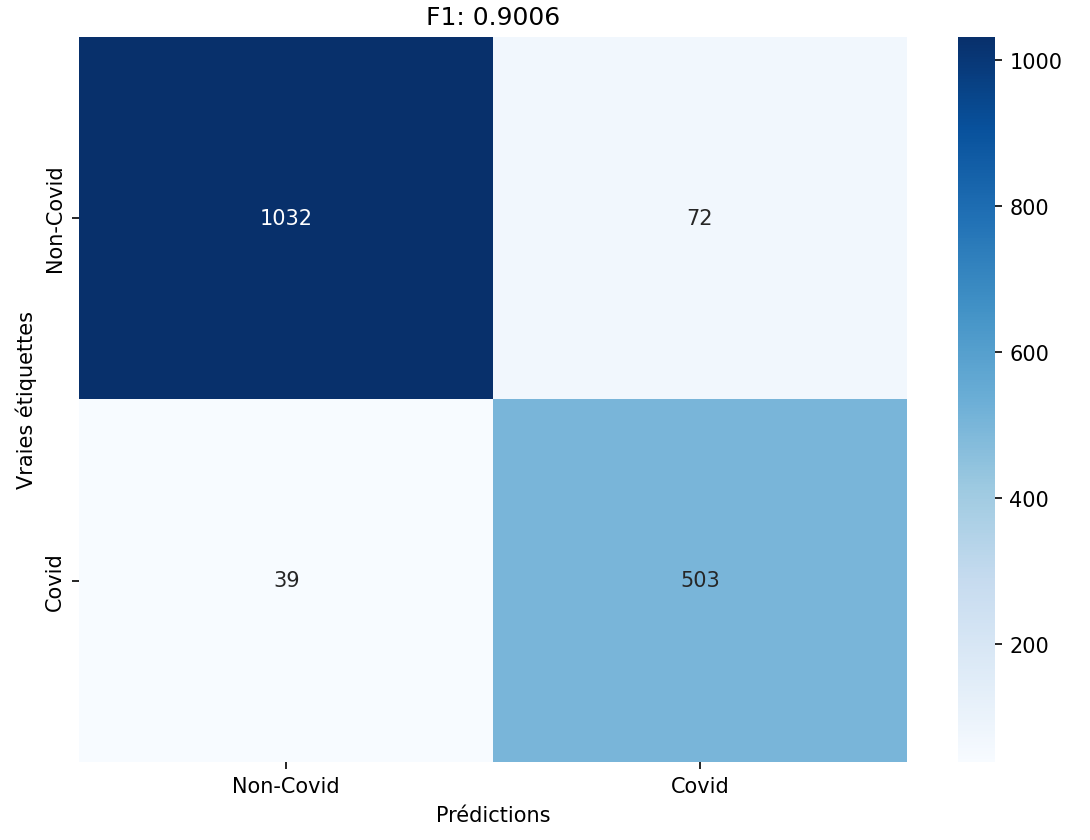 F1: 0.9006
Vraies étiquettes
Non-Covid
1032
72
Covid
39
503
Non-Covid
Covid
Prédictions
1000
800
600
400
200